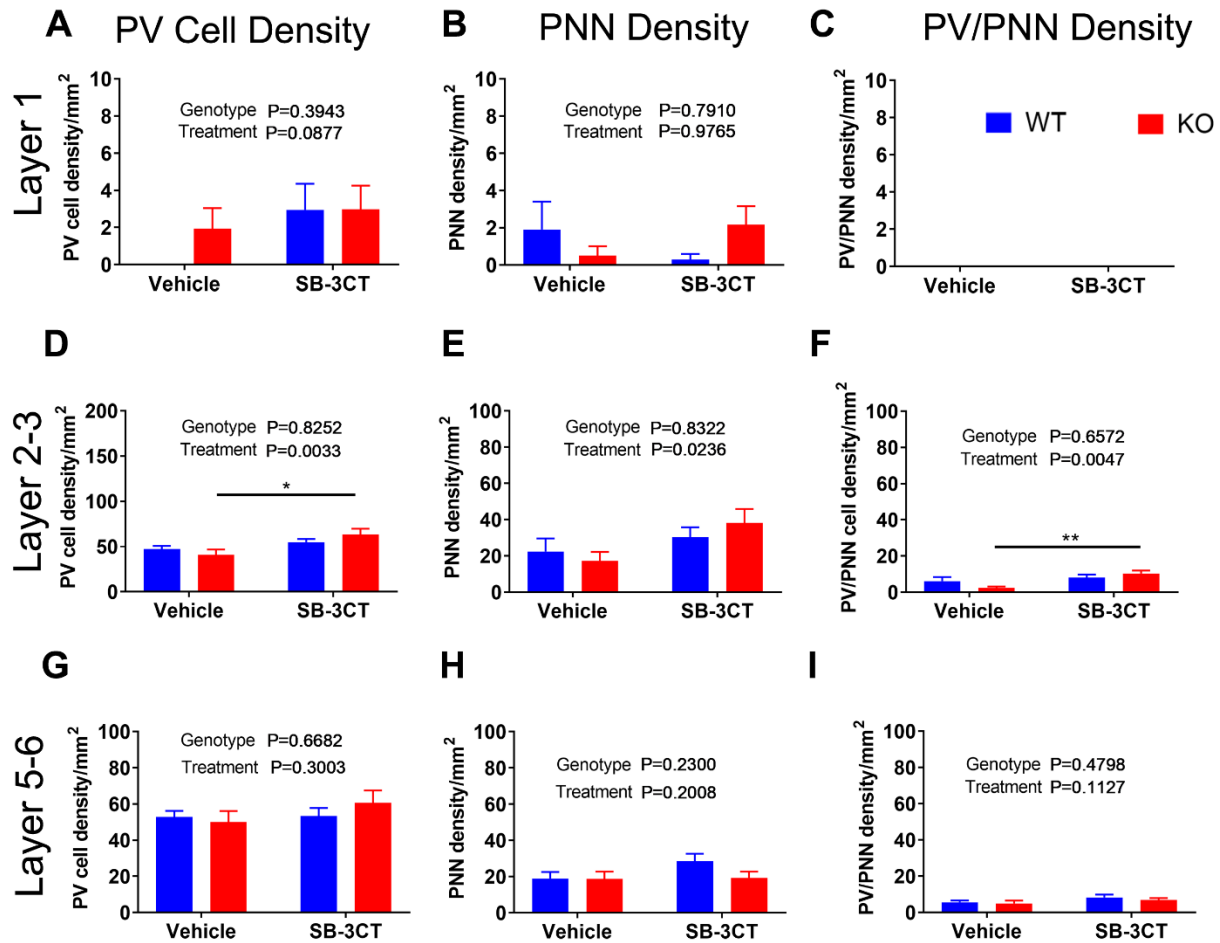 A PV Cell Density
B PNN Density
C PV/PNN Density
Layer 1
PV cell density/mm²
10
8
6
4
2
0
Genotype P=0.3943
Treatment P=0.0877
Vehicle SB-3CT
PNN density/mm²
10
8
6
4
2
0
Genotype P=0.7910
Treatment P=0.9765
Vehicle SB-3CT
PV/PNN density/mm²
10
8
6
4
2
0
WT KO
Vehicle SB-3CT
Layer 2-3
D
PV cell density/mm²
200
150
100
50
0
Genotype P=0.8252
Treatment P=0.0033
*
Vehicle SB-3CT
E
PNN density/mm²
100
80
60
40
20
0
Genotype P=0.8322
Treatment P=0.0236
Vehicle SB-3CT
F
PV/PNN cell density/mm²
100
80
60
40
20
0
Genotype P=0.6572
Treatment P=0.0047
**
Vehicle SB-3CT
Layer 5-6
G
PV cell density/mm²
100
80
60
40
20
0
Genotype P=0.6682
Treatment P=0.3003
Vehicle SB-3CT
H
PNN density/mm²
100
80
60
40
20
0
Genotype P=0.2300
Treatment P=0.2008
Vehicle SB-3CT
I
PV/PNN density/mm²
100
80
60
40
20
0
Genotype P=0.4798
Treatment P=0.1127
Vehicle SB-3CT